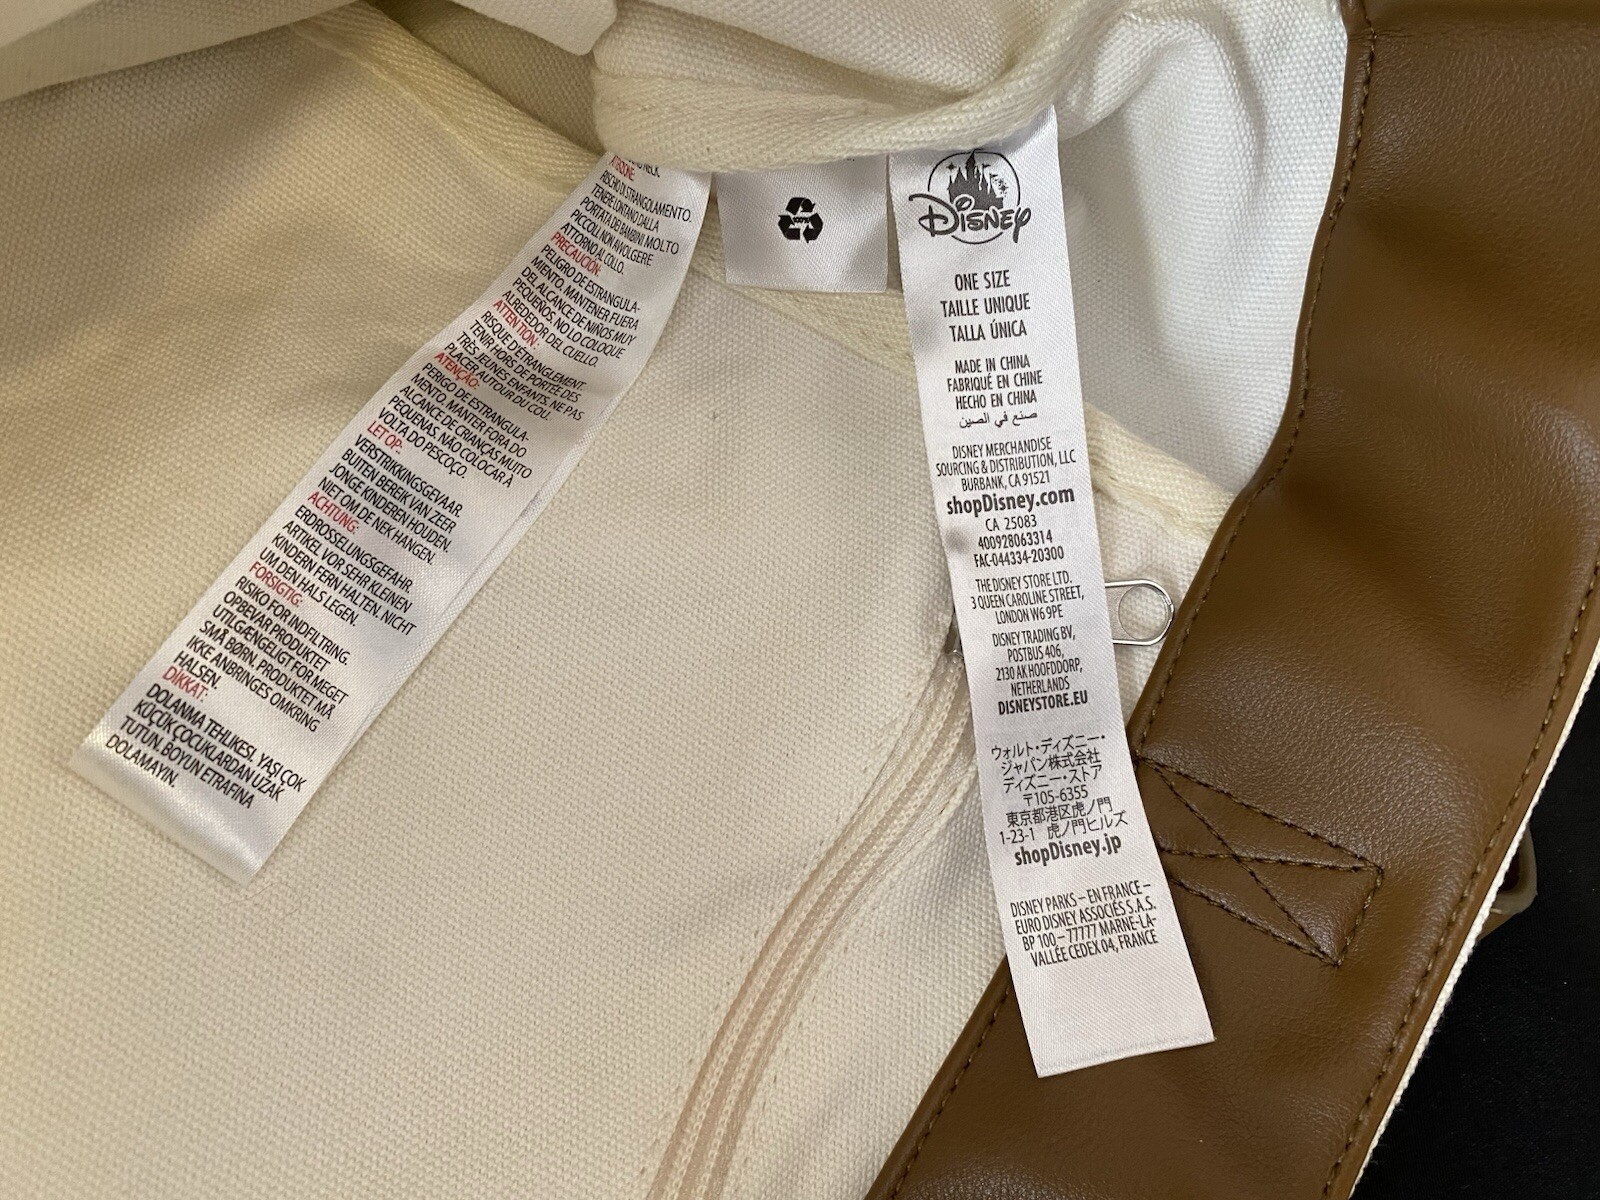 AND NECK.
ATTENZIONE:
RISCHO DI STRANGOLAMENTO.
TENERE LONTANO DALLA
PORTATA DE BAMBINI MOLTO
PICCOLI. NON AVVOLGERE
ATTORNO AL COLLO.
PRECAUCIÓN:
PELIGRO DE ESTRANGULA-
MIENTO. MANTENER FUERA
DEL ALCANCE DE NIÑOS MUY
PEQUEÑOS. NO LO COLOQUE
ALREDEDOR DEL CUELLO.
ATTENTION:
RISQUE D'ÉTRANGLEMENT.
TENIR HORS DE PORTÉE DES
TRÈS JEUNES ENFANTS. NE PAS
PLACER AUTOUR DU COU.
ATENÇÃO:
PERIGO DE ESTRANGULA-
MENTO. MANTER FORA DO
ALCANCE DE CRIANÇAS MUITO
PEQUENAS. NÃO COLOCAR À
VOLTA DO PESCOÇO.
LET OP:
VERSTRIKKINGSGEVAAR.
BUITEN BEREIK VAN ZEER
JONGE KINDEREN HOUDEN.
NIET OM DE NEK HANGEN.
ACHTUNG:
ERDROSSELUNGSGEFAHR.
ARTIKEL VOR SEHR KLEINEN
KINDERN FERN HALTEN. NICHT
UM DEN HALS LEGEN.
FORSIGTIG:
RISIKO FOR INDFILTRING.
OPBEVAR PRODUKTET
UTILGÆNGELIGT FOR MEGET
SMÅ BØRN. PRODUKTET MÅ
IKKE ANBRINGES OMKRING
HALSEN.
DİKKAT:
DOLANMA TEHLİKESİ. YAŞI ÇOK
KÜÇÜK ÇOCUKLARDAN UZAK
TUTUN. BOYUN ETRAFINA
DOLAMAYIN.
100%
Disney
ONE SIZE
TAILLE UNIQUE
TALLA ÚNICA
MADE IN CHINA
FABRIQUÉ EN CHINE
HECHO EN CHINA
صنع في الصين
DISNEY MERCHANDISE
SOURCING & DISTRIBUTION, LLC
BURBANK, CA 91521
shopDisney.com
CA 25083
400928063314
FAC-044334-20300
THE DISNEY STORE LTD.
3 QUEEN CAROLINE STREET,
LONDON W6 9PE
DISNEY TRADING BV,
POSTBUS 406,
2130 AK HOOFDDORP,
NETHERLANDS
DISNEYSTORE.EU
ウォルト・ディズニー・
ジャパン株式会社
ディズニー・ストア
〒105-6355
東京都港区虎ノ門
1-23-1 虎ノ門ヒルズ
shopDisney.jp
DISNEY PARKS – EN FRANCE –
EURO DISNEY ASSOCIÉS S.A.S.
BP 100 – 77777 MARNE-LA-
VALLÉE CEDEX 04, FRANCE